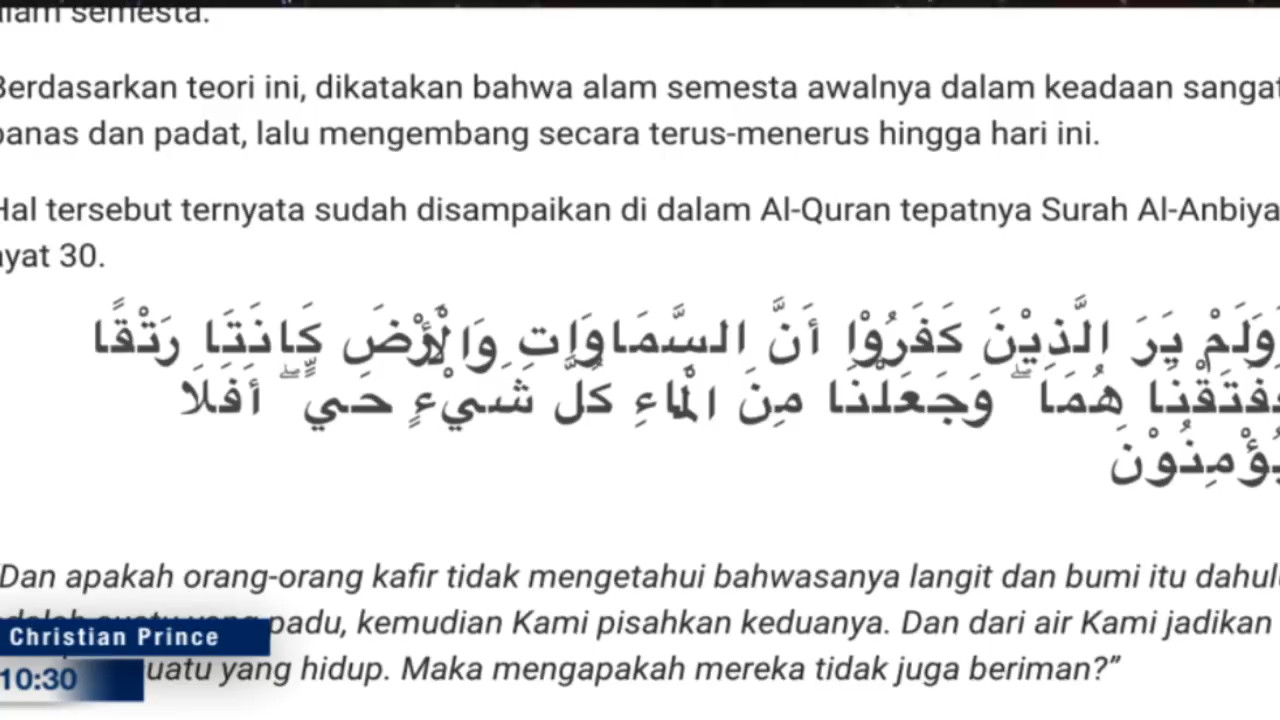 alam semesta.
Berdasarkan teori ini, dikatakan bahwa alam semesta awalnya dalam keadaan sangat
panas dan padat, lalu mengembang secara terus-menerus hingga hari ini.
Hal tersebut ternyata sudah disampaikan di dalam Al-Quran tepatnya Surah Al-Anbiya
ayat 30.
وَلَمْ يَرَ الَّذِيْنَ كَفَرُوْا أَنَّ السَّمَاوَاتِ وَالْأَرْضَ كَانَتَا رَتْقًا
فَفَتَقْنَا هُمَا ۖ وَجَعَلْنَا مِنَ الْمَاءِ كُلَّ شَيْءٍ حَيٍّ ۖ أَفَلَا
يُؤْمِنُوْنَ
Dan apakah orang-orang kafir tidak mengetahui bahwasanya langit dan bumi itu dahulu
padu, kemudian Kami pisahkan keduanya. Dan dari air Kami jadikan
uatu yang hidup. Maka mengapakah mereka tidak juga beriman?”
Christian Prince
10:30